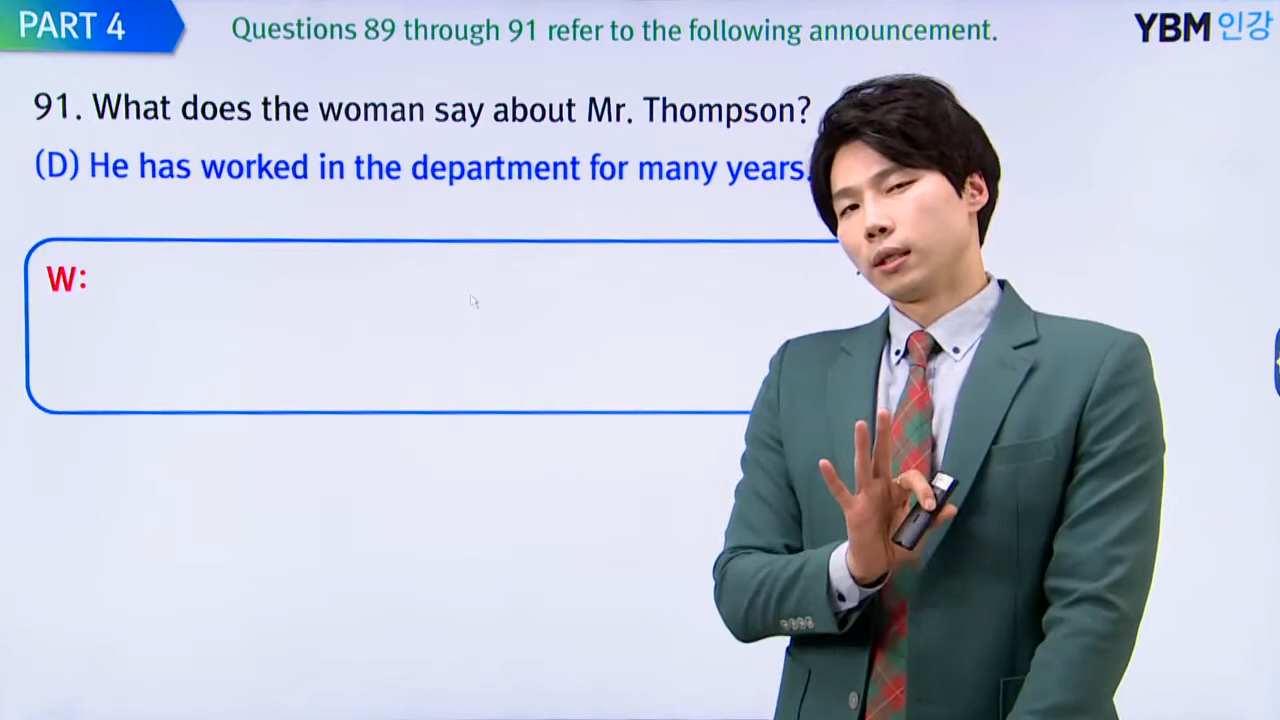 PART 4
Questions 89 through 91 refer to the following announcement.
YBM 인강
91. What does the woman say about Mr. Thompson?
(D) He has worked in the department for many years.
W: